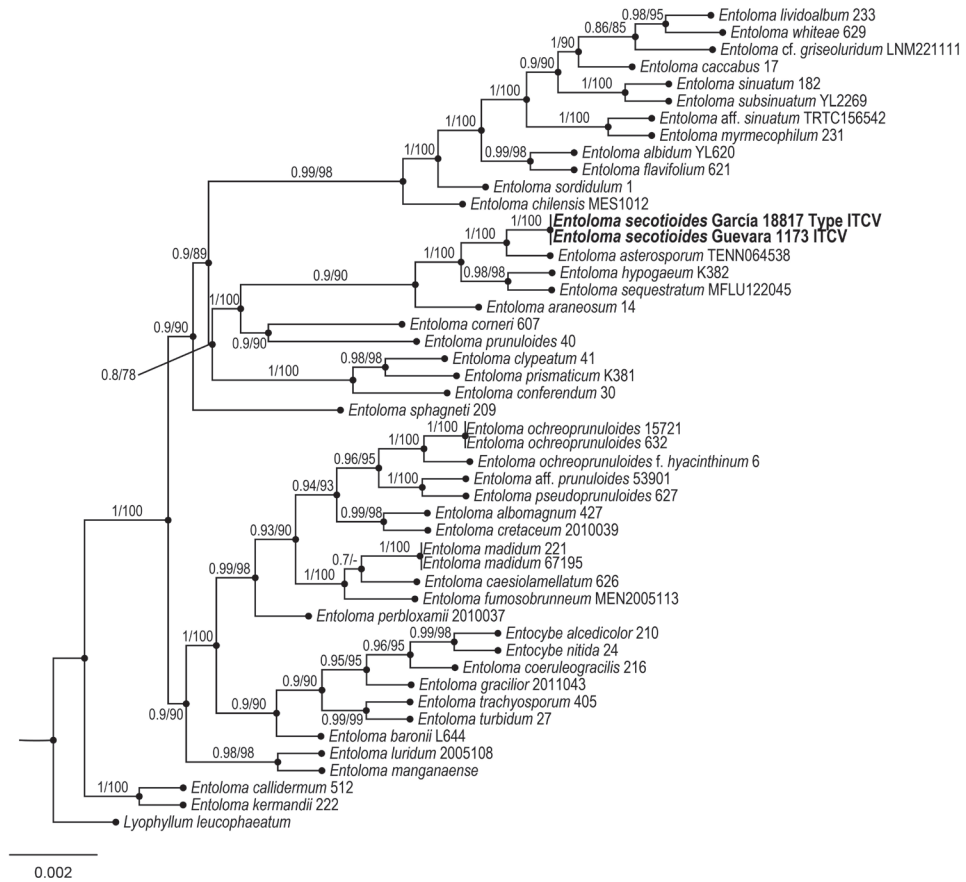 0.98/95
Entoloma lividoalbum 233
0.86/85
Entoloma whiteae 629
1/90
Entoloma cf. griseoluridum LNM221111
0.9/90
Entoloma caccabus 17
1/100
Entoloma sinuatum 182
1/100
Entoloma subsinuatum YL2269
1/100
Entoloma aff. sinuatum TRTC156542
1/100
Entoloma myrmecophilum 231
1/100
0.99/98
Entoloma albidum YL620
Entoloma flavifolium 621
0.99/98
Entoloma sordidulum 1
Entoloma chilensis MES1012
1/100
Entoloma secotioides García 18817 Type ITCV
Entoloma secotioides Guevara 1173 ITCV
1/100
Entoloma asterosporum TENN064538
1/100
0.98/98
Entoloma hypogaeum K382
0.9/89
0.9/90
Entoloma sequestratum MFLU122045
1/100
Entoloma araneosum 14
Entoloma corneri 607
0.9/90
0.9/90
Entoloma prunuloides 40
0.8/78
0.98/98
Entoloma clypeatum 41
1/100
Entoloma prismaticum K381
Entoloma conferendum 30
Entoloma sphagneti 209
1/100
Entoloma ochreoprunuloides 15721
1/100
Entoloma ochreoprunuloides 632
0.96/95
Entoloma ochreoprunuloides f. hyacinthinum 6
1/100
Entoloma aff. prunuloides 53901
0.94/93
Entoloma pseudoprunuloides 627
0.99/98
Entoloma albomagnum 427
1/100
0.93/90
Entoloma cretaceum 2010039
1/100
Entoloma madidum 221
0.7/-
Entoloma madidum 67195
0.99/98
1/100
Entoloma caesiolamellatum 626
Entoloma fumosobrunneum MEN2005113
Entoloma perbloxamii 2010037
1/100
0.99/98
Entocybe alcedicolor 210
0.96/95
Entocybe nitida 24
0.95/95
Entoloma coeruleogracilis 216
0.9/90
Entoloma gracilior 2011043
0.9/90
0.9/90
Entoloma trachyosporum 405
0.99/99
Entoloma turbidum 27
Entoloma baronii L644
0.98/98
Entoloma luridum 2005108
Entoloma manganaense
1/100
Entoloma callidermum 512
Entoloma kermandii 222
Lyophyllum leucophaeatum
0.002